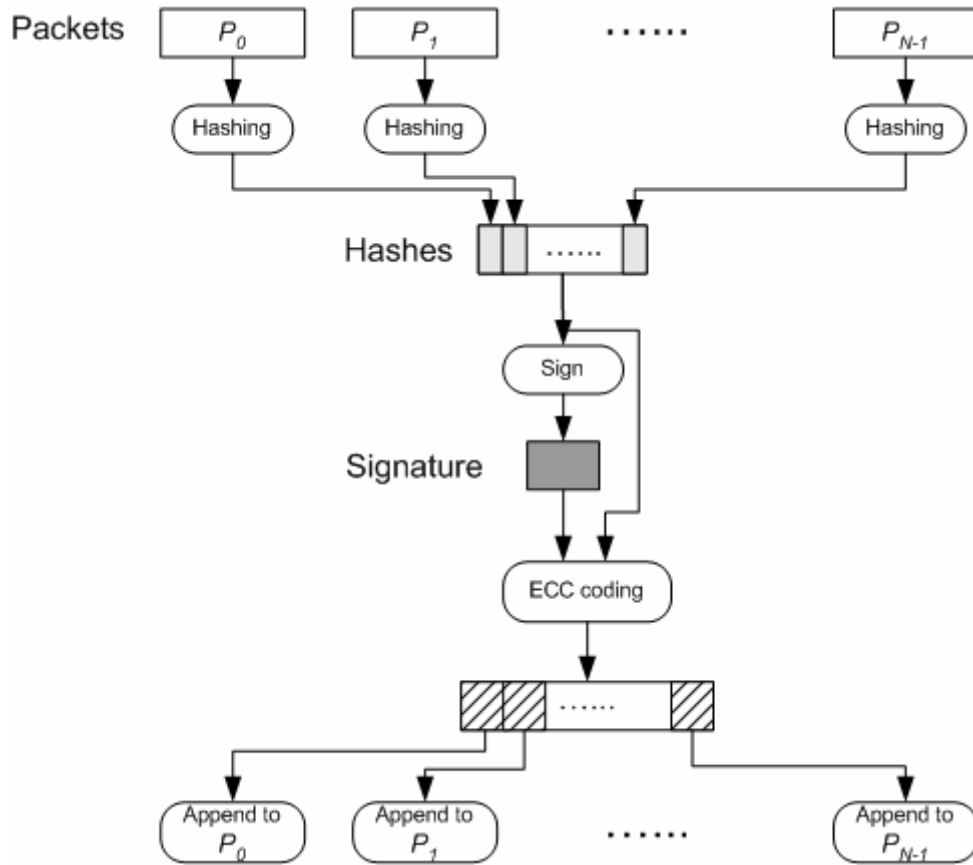 Packets
P0
P1
......
PN-1
Hashing
Hashing
Hashing
Hashes
......
Sign
Signature
ECC coding
......
Append to
P0
Append to
P1
......
Append to
PN-1